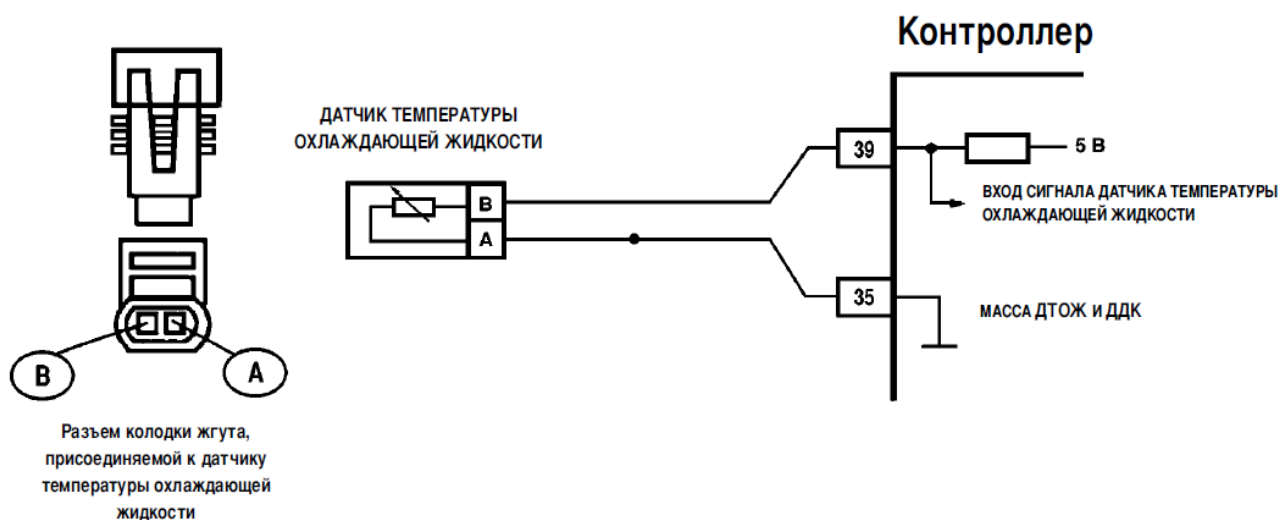 Контроллер
ДАТЧИК ТЕМПЕРАТУРЫ
ОХЛАЖДАЮЩЕЙ ЖИДКОСТИ
39
5 В
ВХОД СИГНАЛА ДАТЧИКА ТЕМПЕРАТУРЫ
ОХЛАЖДАЮЩЕЙ ЖИДКОСТИ
В
А
35
МАССА ДТОЖ и ДДК
В
А
Разъем колодки жгута,
присоединяемой к датчику
температуры охлаждающей
жидкости